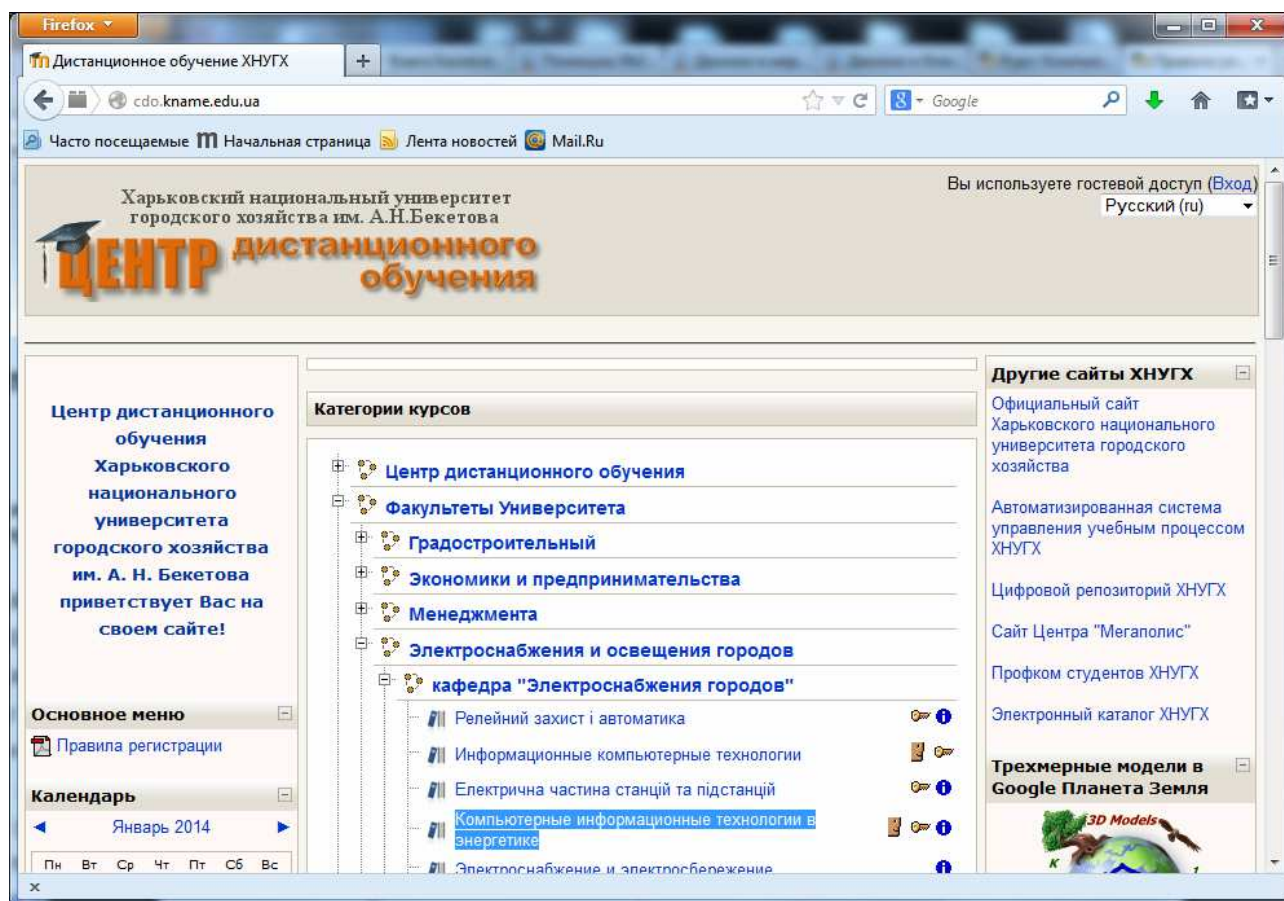 Firefox
Дистанционное обучение ХНУГХ
+
cdo.kname.edu.ua
Google
Часто посещаемые
Начальная страница
Лента новостей
Mail.Ru
Харьковский национальный университет
городского хозяйства им. А.Н.Бекетова
ЦЕНТР дистанционного
обучения
Вы используете гостевой доступ (Вход)
Русский (ru)
Центр дистанционного
обучения
Харьковского
национального
университета
городского хозяйства
им. А. Н. Бекетова
приветствует Вас на
своем сайте!
Основное меню
Правила регистрации
Календарь
Январь 2014
Пн Вт Ср Чт Пт Сб Вс
x
Категории курсов
Центр дистанционного обучения
Факультеты Университета
Градостроительный
Экономики и предпринимательства
Менеджмента
Электроснабжения и освещения городов
кафедра "Электроснабжения городов"
Релейний захист і автоматика
Информационные компьютерные технологии
Електрична частина станцій та підстанцій
Компьютерные информационные технологии в
энергетике
Электроснабжение и электросбережение
Другие сайты ХНУГХ
Официальный сайт
Харьковского национального
университета городского
хозяйства
Автоматизированная система
управления учебным процессом
ХНУГХ
Цифровой репозиторий ХНУГХ
Сайт Центра "Мегаполис"
Профком студентов ХНУГХ
Электронный каталог ХНУГХ
Трехмерные модели в
Google Планета Земля
3D Models